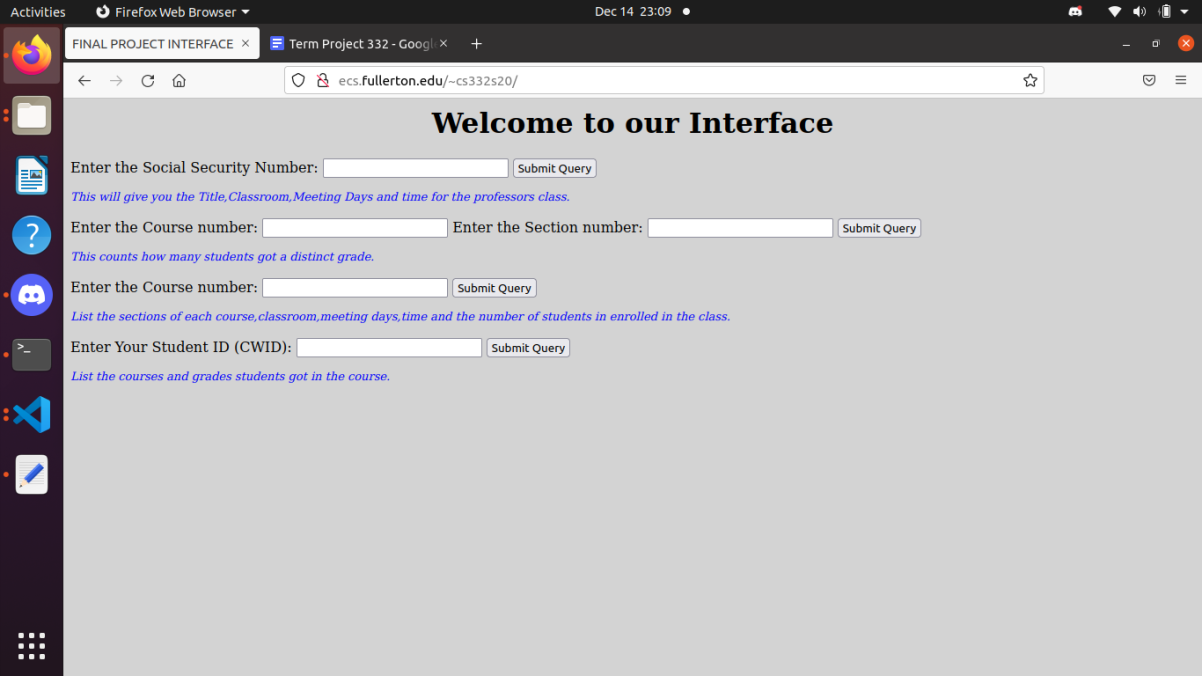 Activities Firefox Web Browser Dec 14 23:09
FINAL PROJECT INTERFACE Term Project 332 - Googl
ecs.fullerton.edu/~cs332s20/
Welcome to our Interface
Enter the Social Security Number: Submit Query
This will give you the Title,Classroom,Meeting Days and time for the professors class.
Enter the Course number: Enter the Section number: Submit Query
This counts how many students got a distinct grade.
Enter the Course number: Submit Query
List the sections of each course,classroom,meeting days,time and the number of students in enrolled in the class.
Enter Your Student ID (CWID): Submit Query
List the courses and grades students got in the course.